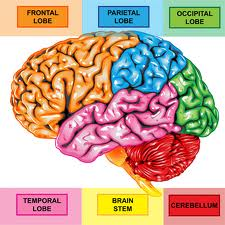 FRONTAL
LOBE
PARIETAL
LOBE
OCCIPITAL
LOBE
TEMPORAL
LOBE
BRAIN
STEM
CEREBELLUM